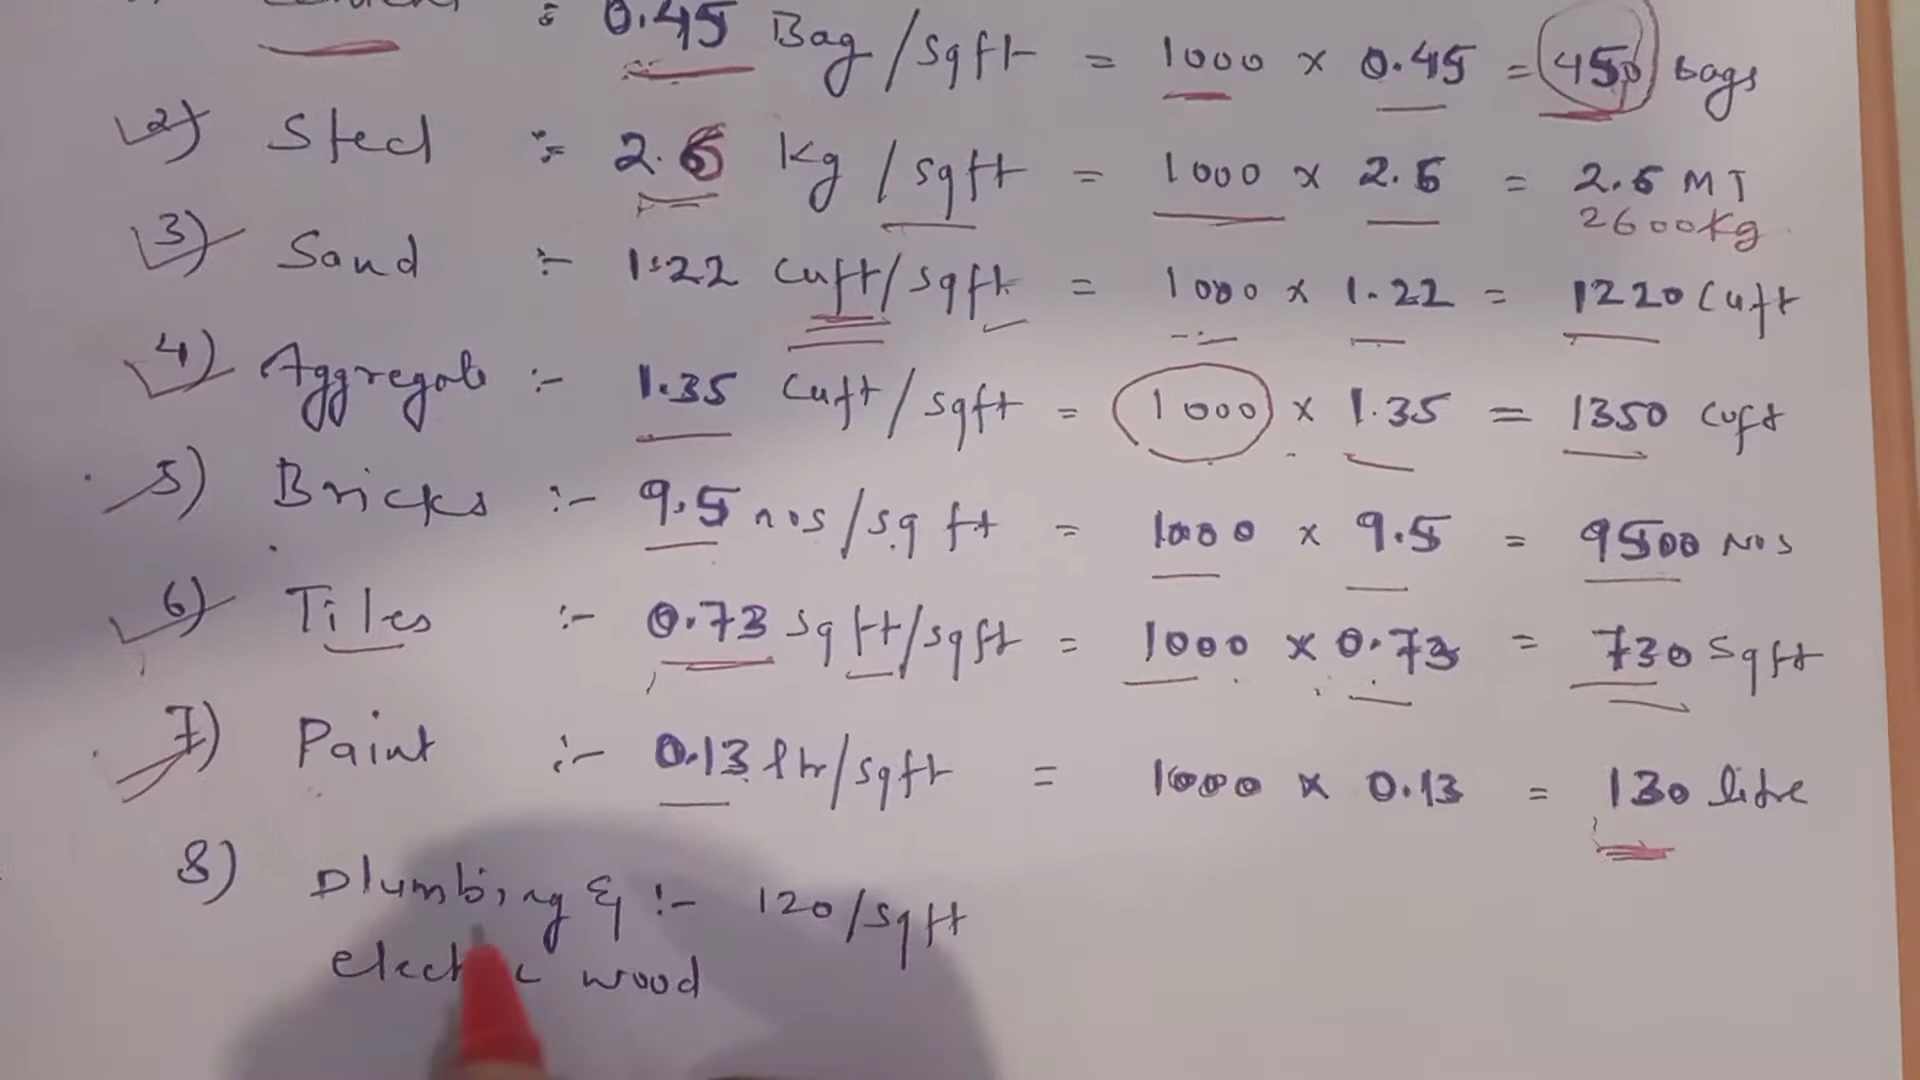 : 0.45 Bag/sqft = 1000 x 0.45 = 450 Bags
2) Steel :- 2.6 Kg/sqft = 1000 x 2.6 = 2.6 MT
2600Kg
3) Sand :- 1.22 Cuft/sqft = 1000 x 1.22 = 1220 Cuft
4) Aggregate :- 1.35 Cuft/sqft = 1000 x 1.35 = 1350 Cuft
5) Bricks :- 9.5 nos/sq ft = 1000 x 9.5 = 9500 Nos
6) Tiles :- 0.73 sqft/sqft = 1000 x 0.73 = 730 Sqft
7) Paint :- 0.13 ltr/sqft = 1000 x 0.13 = 130 litre
8) Plumbing & :- 120/sqft
wood